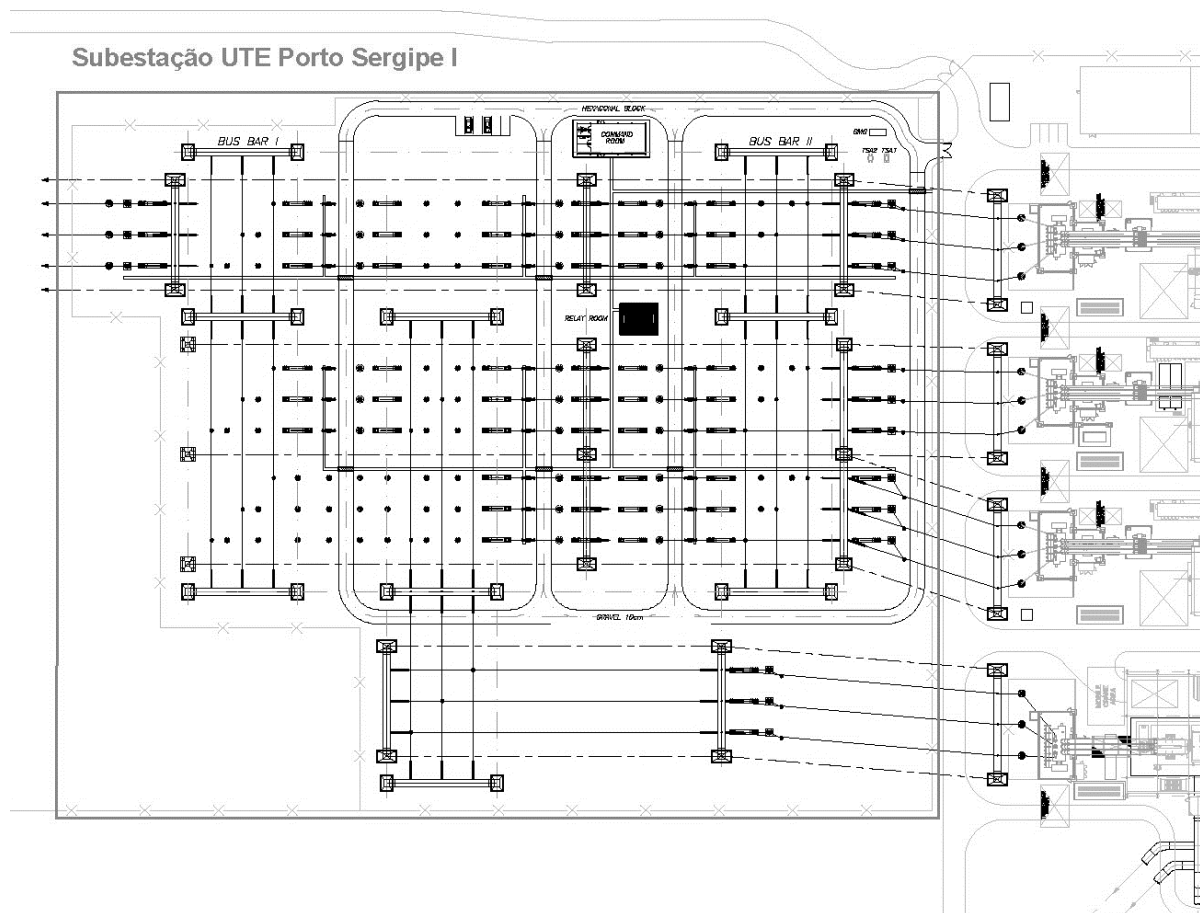 Subestação UTE Porto Sergipe I
HEXAGONAL BLOCK
BUS BAR I
COMMAND
ROOM
BUS BAR II
GMG
TSA2 TSA1
RELAY ROOM
GRAVEL 10cm
MOBILE
CRANE
AREA